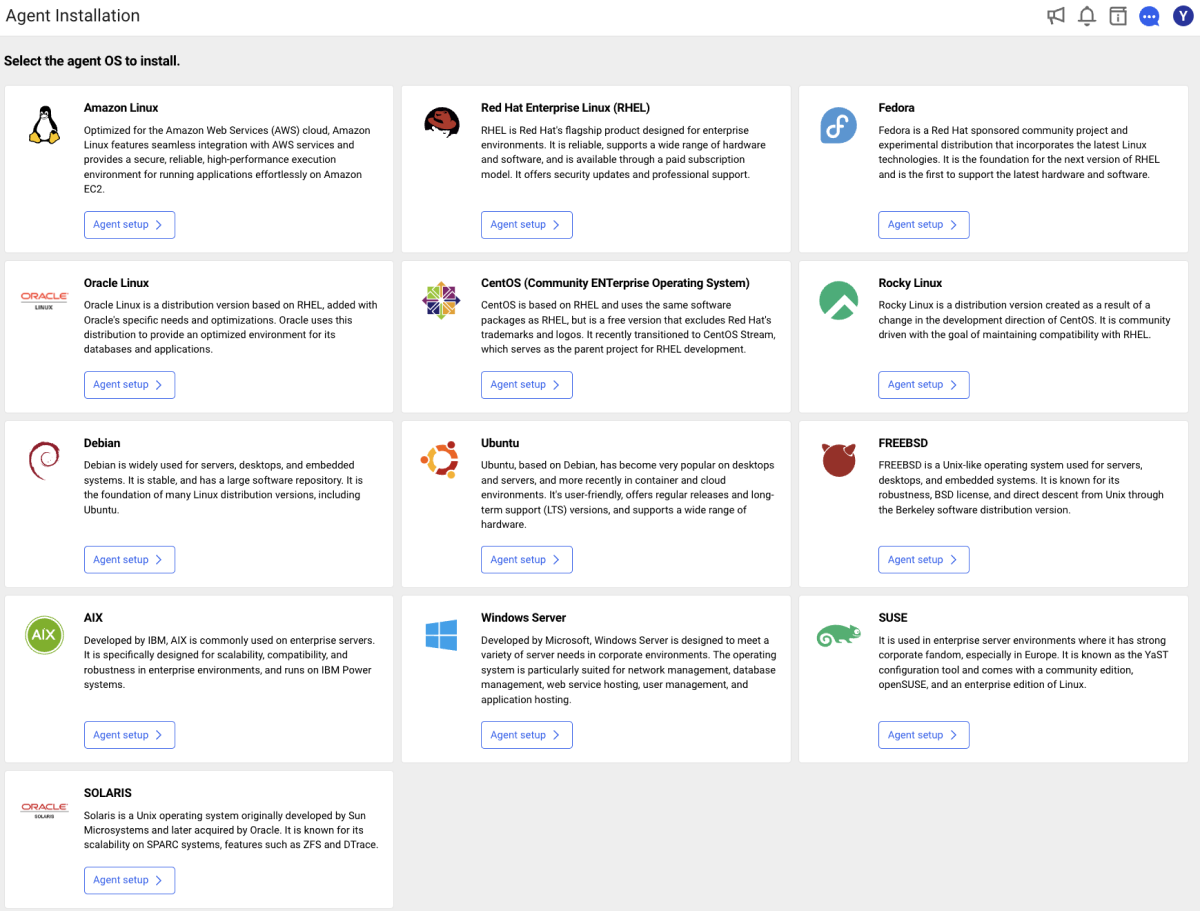 Agent Installation
Y
Select the agent OS to install.
Amazon Linux
Optimized for the Amazon Web Services (AWS) cloud, Amazon
Linux features seamless integration with AWS services and
provides a secure, reliable, high-performance execution
environment for running applications effortlessly on Amazon
EC2.
Agent setup
Red Hat Enterprise Linux (RHEL)
RHEL is Red Hat's flagship product designed for enterprise
environments. It is reliable, supports a wide range of hardware
and software, and is available through a paid subscription
model. It offers security updates and professional support.
Agent setup
Fedora
Fedora is a Red Hat sponsored community project and
experimental distribution that incorporates the latest Linux
technologies. It is the foundation for the next version of RHEL
and is the first to support the latest hardware and software.
Agent setup
ORACLE
LINUX
Oracle Linux
Oracle Linux is a distribution version based on RHEL, added with
Oracle's specific needs and optimizations. Oracle uses this
distribution to provide an optimized environment for its
databases and applications.
Agent setup
CentOS (Community ENTerprise Operating System)
CentOS is based on RHEL and uses the same software
packages as RHEL, but is a free version that excludes Red Hat's
trademarks and logos. It recently transitioned to CentOS Stream,
which serves as the parent project for RHEL development.
Agent setup
Rocky Linux
Rocky Linux is a distribution version created as a result of a
change in the development direction of CentOS. It is community
driven with the goal of maintaining compatibility with RHEL.
Agent setup
Debian
Debian is widely used for servers, desktops, and embedded
systems. It is stable, and has a large software repository. It is
the foundation of many Linux distribution versions, including
Ubuntu.
Agent setup
Ubuntu
Ubuntu, based on Debian, has become very popular on desktops
and servers, and more recently in container and cloud
environments. It's user-friendly, offers regular releases and long-
term support (LTS) versions, and supports a wide range of
hardware.
Agent setup
FREEBSD
FREEBSD is a Unix-like operating system used for servers,
desktops, and embedded systems. It is known for its
robustness, BSD license, and direct descent from Unix through
the Berkeley software distribution version.
Agent setup
AIX
AIX
Developed by IBM, AIX is commonly used on enterprise servers.
It is specifically designed for scalability, compatibility, and
robustness in enterprise environments, and runs on IBM Power
systems.
Agent setup
Windows Server
Developed by Microsoft, Windows Server is designed to meet a
variety of server needs in corporate environments. The operating
system is particularly suited for network management, database
management, web service hosting, user management, and
application hosting.
Agent setup
SUSE
It is used in enterprise server environments where it has strong
corporate fandom, especially in Europe. It is known as the YaST
configuration tool and comes with a community edition,
openSUSE, and an enterprise edition of Linux.
Agent setup
ORACLE
SOLARIS
SOLARIS
Solaris is a Unix operating system originally developed by Sun
Microsystems and later acquired by Oracle. It is known for its
scalability on SPARC systems, features such as ZFS and DTrace.
Agent setup